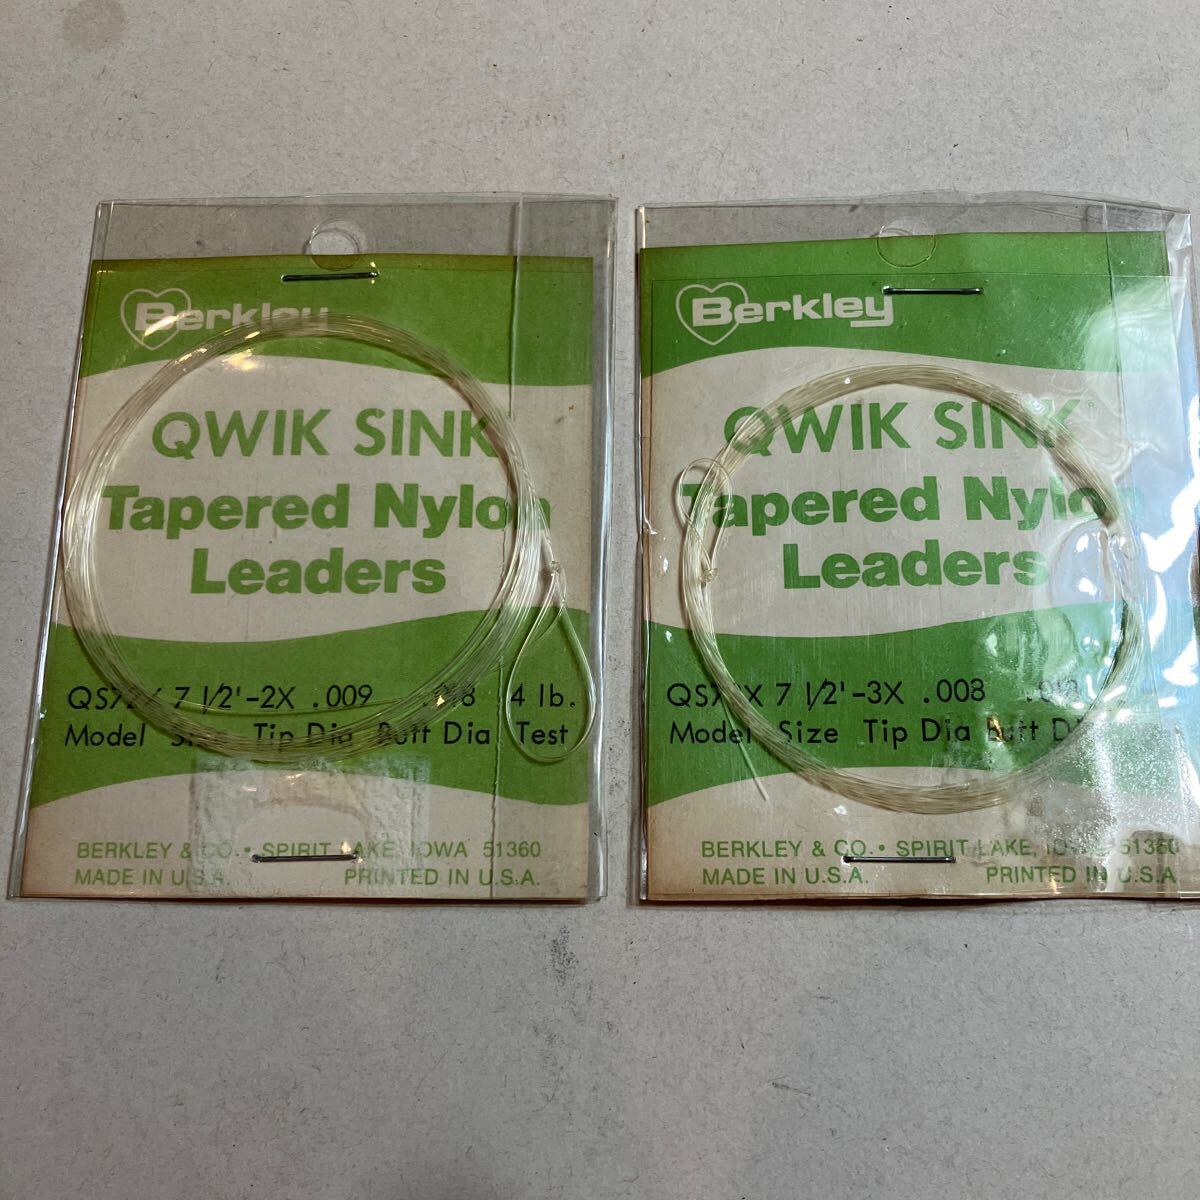 Berkley
QWIK SINK
Tapered Nylon
Leaders
7 1/2'-2X .009 4 lb.
Model Size Tip Dia Butt Dia Test
BERKLEY & CO. • SPIRIT LAKE, IOWA 51360
MADE IN U.S.A. PRINTED IN U.S.A.
Berkley
QWIK SINK®
Tapered Nylon
Leaders
7 1/2'-3X .008
Model Size Tip Dia Butt
BERKLEY & CO. • SPIRIT LAKE, IOWA 51360
MADE IN U.S.A. PRINTED IN U.S.A.